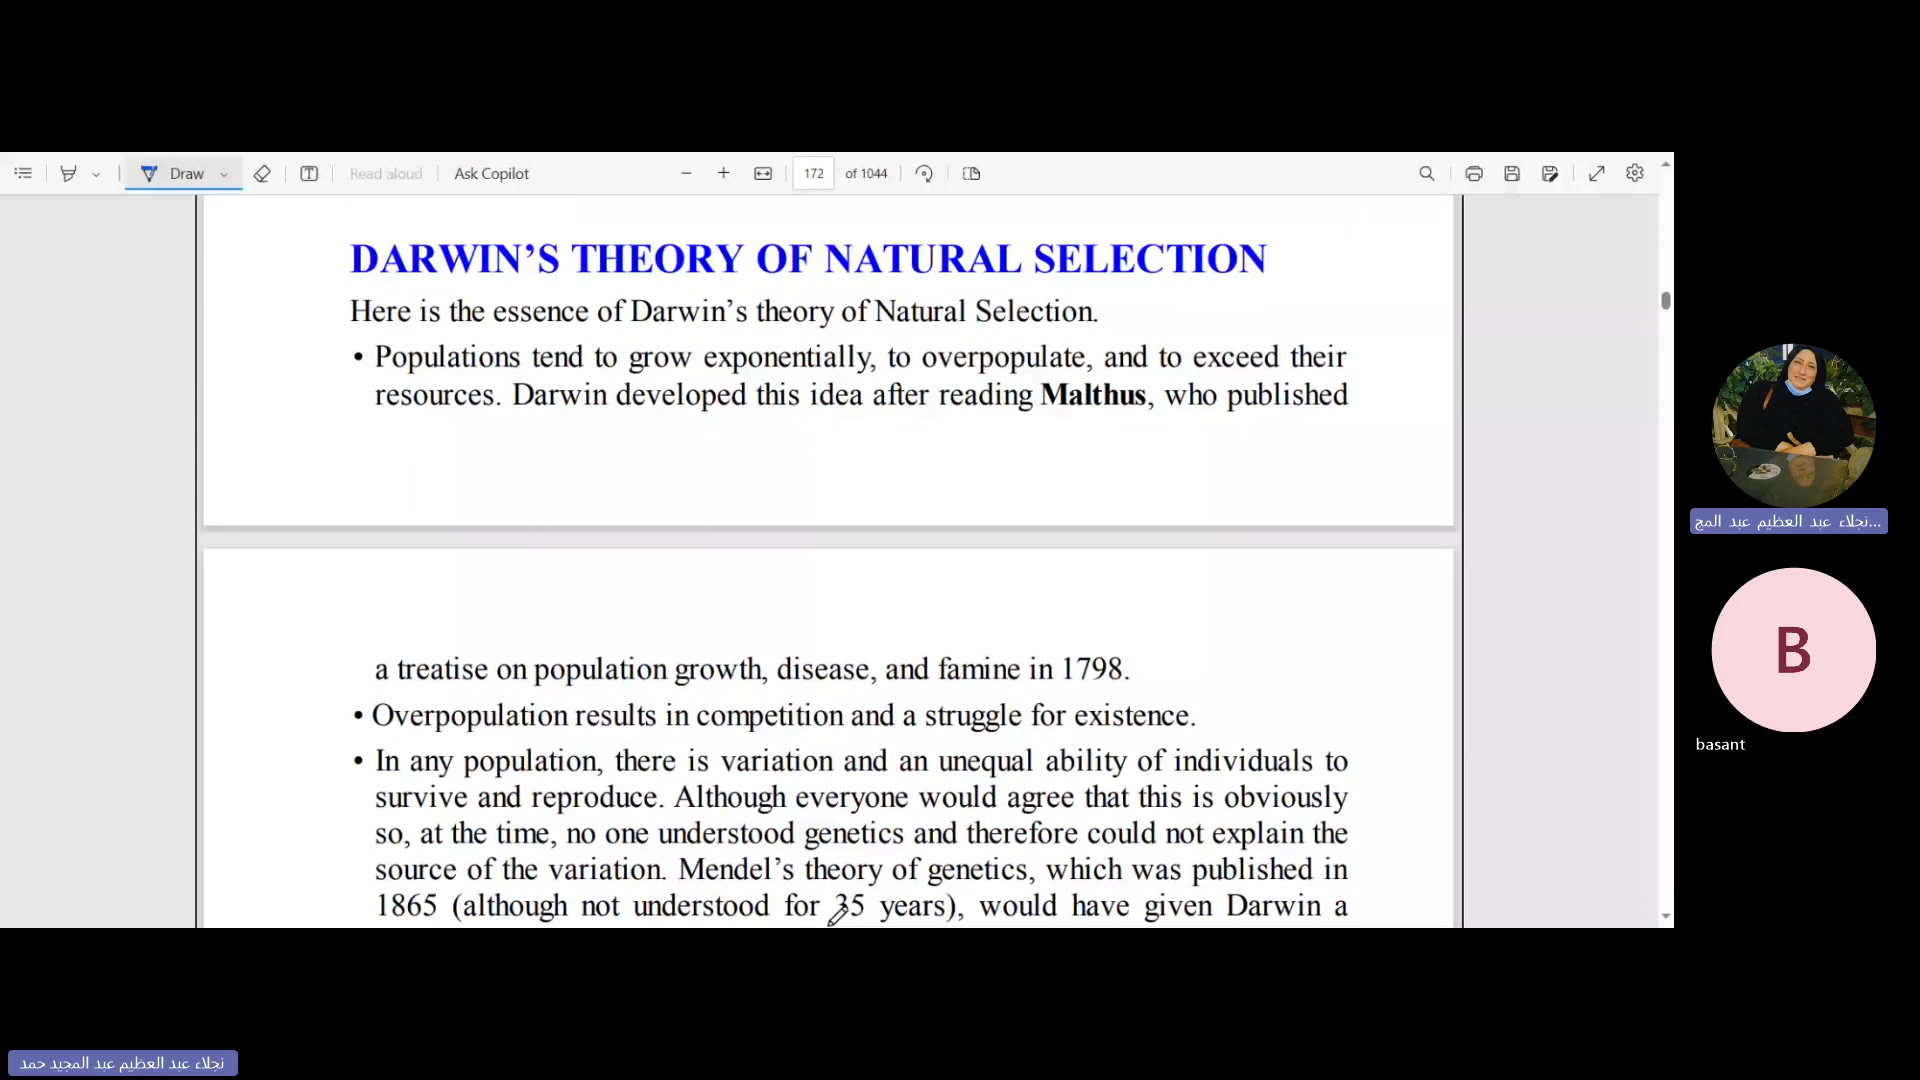 Draw
Read aloud
Ask Copilot
172 of 1044
DARWIN’S THEORY OF NATURAL SELECTION
Here is the essence of Darwin’s theory of Natural Selection.
• Populations tend to grow exponentially, to overpopulate, and to exceed their
resources. Darwin developed this idea after reading Malthus, who published
a treatise on population growth, disease, and famine in 1798.
• Overpopulation results in competition and a struggle for existence.
• In any population, there is variation and an unequal ability of individuals to
survive and reproduce. Although everyone would agree that this is obviously
so, at the time, no one understood genetics and therefore could not explain the
source of the variation. Mendel’s theory of genetics, which was published in
1865 (although not understood for 35 years), would have given Darwin a
نجلاء عبد العظيم عبد المج...
B
basant
نجلاء عبد العظيم عبد المجيد حمد